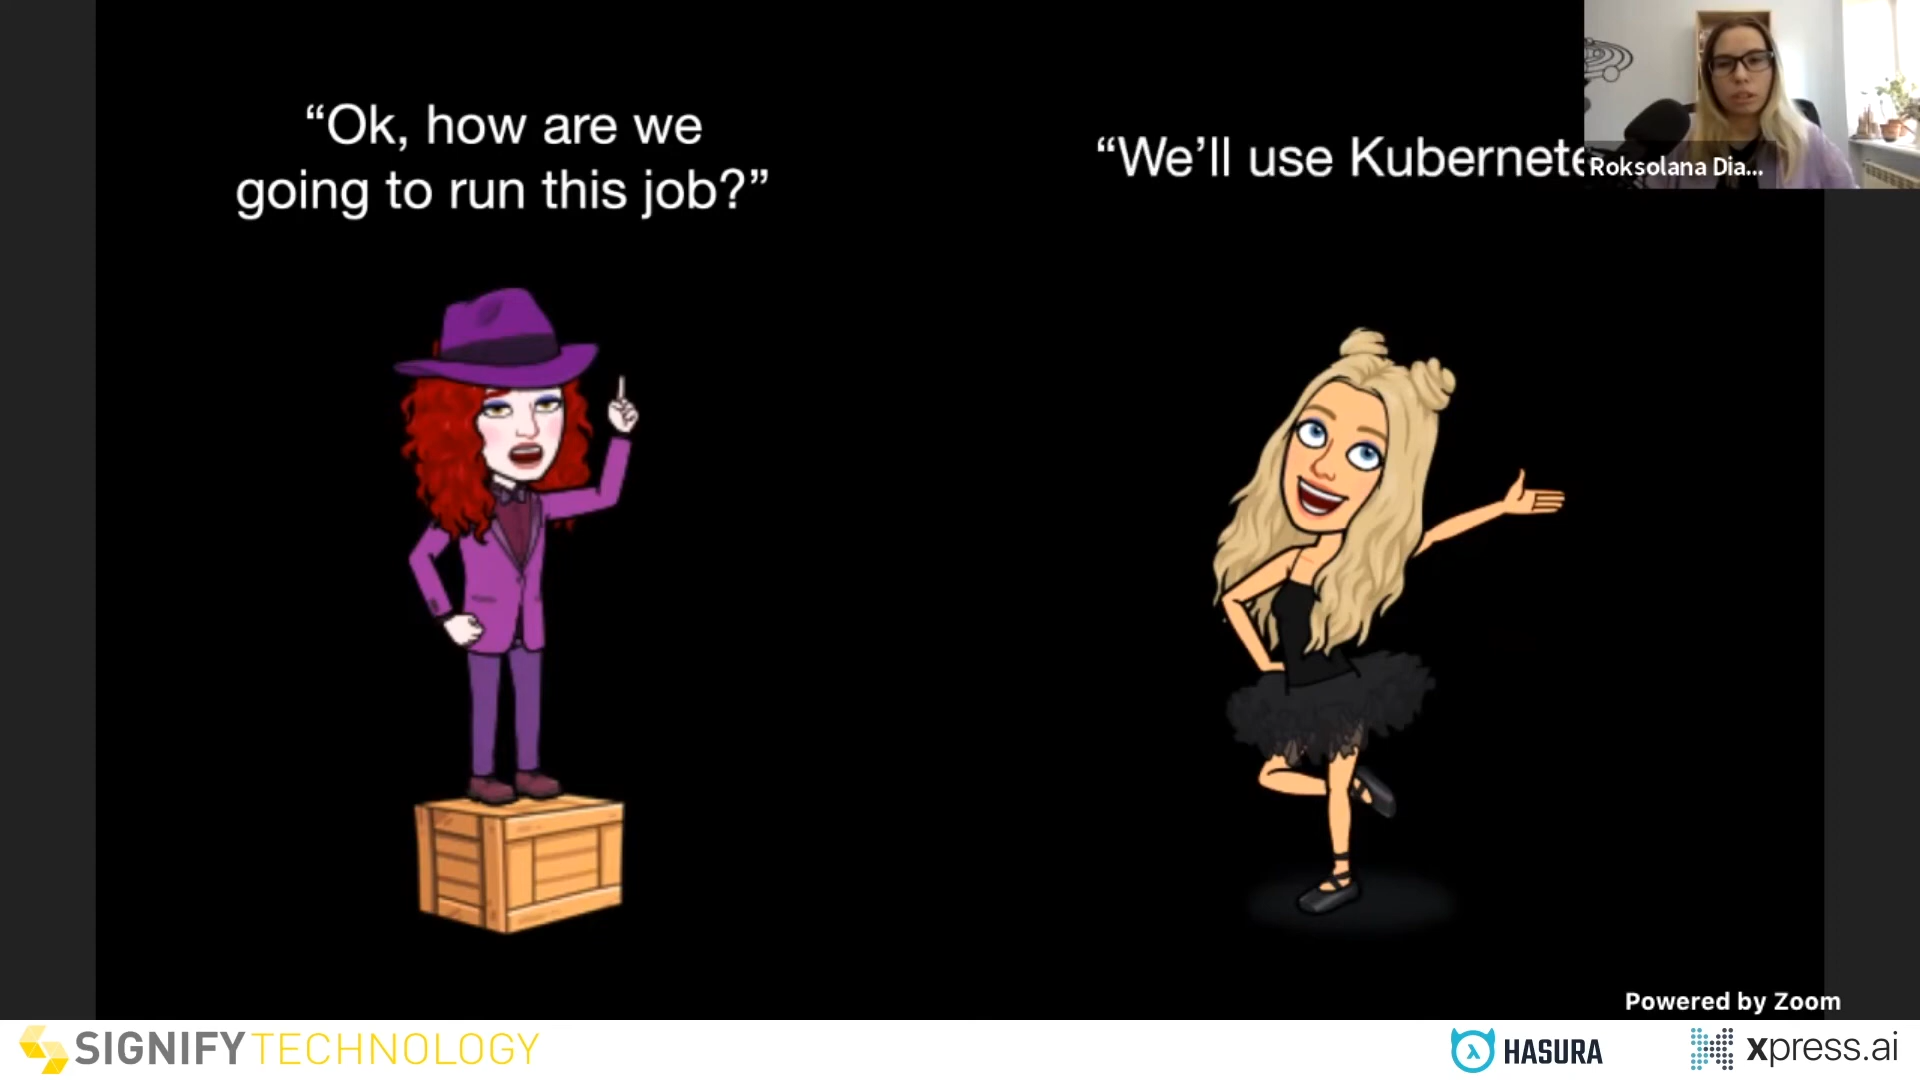 “Ok, how are we
going to run this job?”
“We’ll use Kubernete
Roksolana Dia...
Powered by Zoom
SIGNIFY TECHNOLOGY
HASURA
xpress.ai